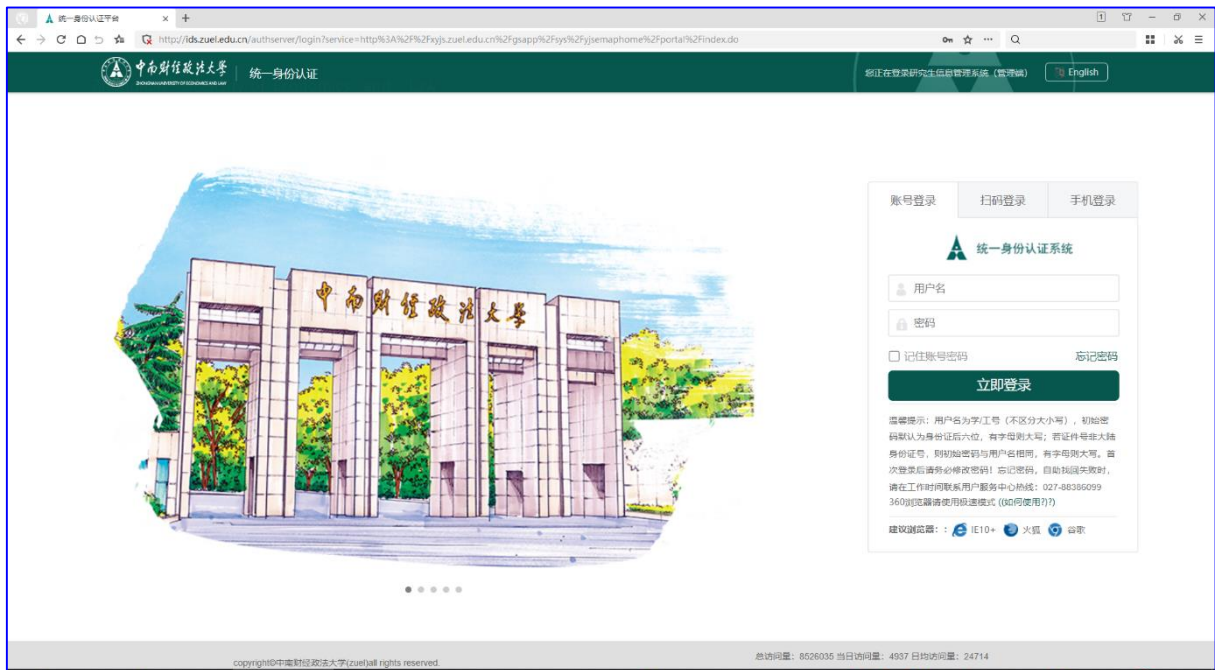 统一身份认证平台
1
http://ids.zuel.edu.cn/authserver/login?service=http%3A%2F%2Fxyjs.zuel.edu.cn%2Fgsapp%2Fsys%2Fyjsemaphome%2Fportal%2Findex.do
中南财经政法大学
ZHONGNAN UNIVERSITY OF ECONOMICS AND LAW
统一身份认证
您正在登录研究生信息管理系统（管理端）
English
中南财经政法大学
账号登录 扫码登录 手机登录
统一身份认证系统
用户名
密码
记住账号密码 忘记密码
立即登录
温馨提示：用户名为学/工号（不区分大小写），初始密
码默认为身份证后六位，有字母则大写；若证件号非大陆
身份证号，则初始密码与用户名相同，有字母则大写。首
次登录后请务必修改密码！忘记密码，自助找回失败时，
请在工作时间联系用户服务中心热线：027-88386099
360浏览器请使用极速模式 ((如何使用?)?)
建议浏览器：: IE10+ 火狐 谷歌
copyright©中南财经政法大学(zuel)all rights reserved.
总访问量：8526035 当日访问量：4937 日均访问量：24714